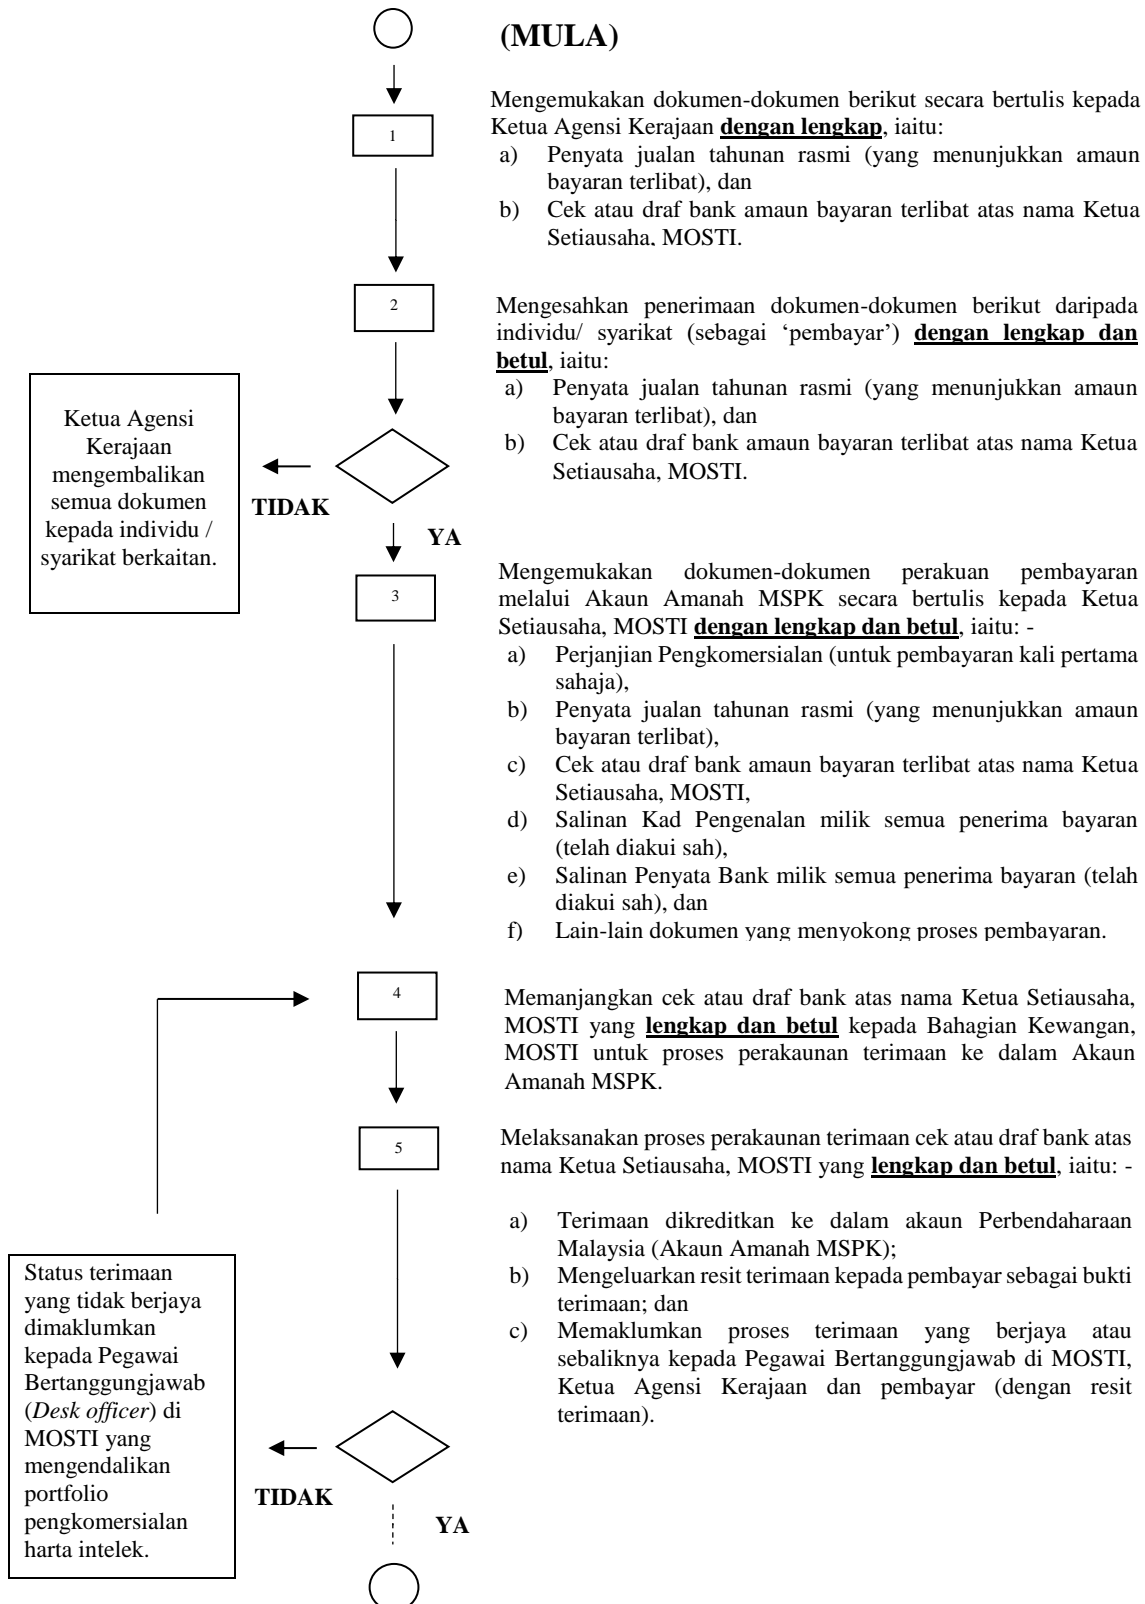 (MULA)
1
Mengemukakan dokumen-dokumen berikut secara bertulis kepada
Ketua Agensi Kerajaan dengan lengkap, iaitu:
a) Penyata jualan tahunan rasmi (yang menunjukkan amaun
bayaran terlibat), dan
b) Cek atau draf bank amaun bayaran terlibat atas nama Ketua
Setiausaha, MOSTI.
2
Mengesahkan penerimaan dokumen-dokumen berikut daripada
individu/ syarikat (sebagai ‘pembayar’) dengan lengkap dan
betul, iaitu:
a) Penyata jualan tahunan rasmi (yang menunjukkan amaun
bayaran terlibat), dan
b) Cek atau draf bank amaun bayaran terlibat atas nama Ketua
Setiausaha, MOSTI.
Ketua Agensi
Kerajaan
mengembalikan
semua dokumen
kepada individu /
syarikat berkaitan.
TIDAK
YA
3
Mengemukakan dokumen-dokumen perakuan pembayaran
melalui Akaun Amanah MSPK secara bertulis kepada Ketua
Setiausaha, MOSTI dengan lengkap dan betul, iaitu: -
a) Perjanjian Pengkomersialan (untuk pembayaran kali pertama
sahaja),
b) Penyata jualan tahunan rasmi (yang menunjukkan amaun
bayaran terlibat),
c) Cek atau draf bank amaun bayaran terlibat atas nama Ketua
Setiausaha, MOSTI,
d) Salinan Kad Pengenalan milik semua penerima bayaran
(telah diakui sah),
e) Salinan Penyata Bank milik semua penerima bayaran (telah
diakui sah), dan
f) Lain-lain dokumen yang menyokong proses pembayaran.
4
Memanjangkan cek atau draf bank atas nama Ketua Setiausaha,
MOSTI yang lengkap dan betul kepada Bahagian Kewangan,
MOSTI untuk proses perakaunan terimaan ke dalam Akaun
Amanah MSPK.
5
Melaksanakan proses perakaunan terimaan cek atau draf bank atas
nama Ketua Setiausaha, MOSTI yang lengkap dan betul, iaitu: -
a) Terimaan dikreditkan ke dalam akaun Perbendaharaan
Malaysia (Akaun Amanah MSPK);
b) Mengeluarkan resit terimaan kepada pembayar sebagai bukti
terimaan; dan
c) Memaklumkan proses terimaan yang berjaya atau
sebaliknya kepada Pegawai Bertanggungjawab di MOSTI,
Ketua Agensi Kerajaan dan pembayar (dengan resit
terimaan).
Status terimaan
yang tidak berjaya
dimaklumkan
kepada Pegawai
Bertanggungjawab
(Desk officer) di
MOSTI yang
mengendalikan
portfolio
pengkomersialan
harta intelek.
TIDAK
YA